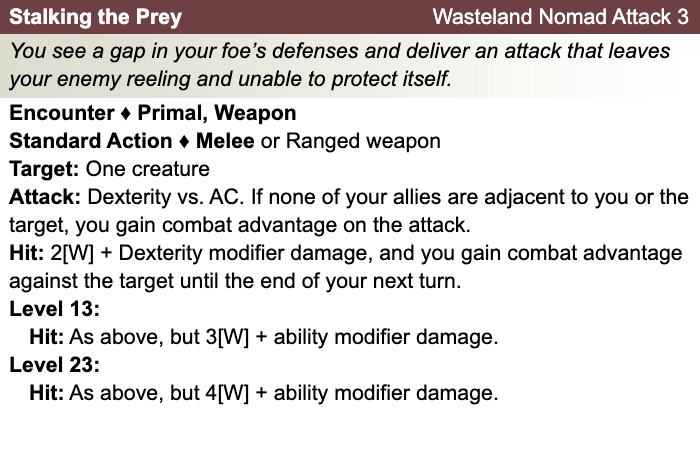 Stalking the Prey Wasteland Nomad Attack 3
You see a gap in your foe’s defenses and deliver an attack that leaves
your enemy reeling and unable to protect itself.
Encounter ♦ Primal, Weapon
Standard Action ♦ Melee or Ranged weapon
Target: One creature
Attack: Dexterity vs. AC. If none of your allies are adjacent to you or the
target, you gain combat advantage on the attack.
Hit: 2[W] + Dexterity modifier damage, and you gain combat advantage
against the target until the end of your next turn.
Level 13:
Hit: As above, but 3[W] + ability modifier damage.
Level 23:
Hit: As above, but 4[W] + ability modifier damage.